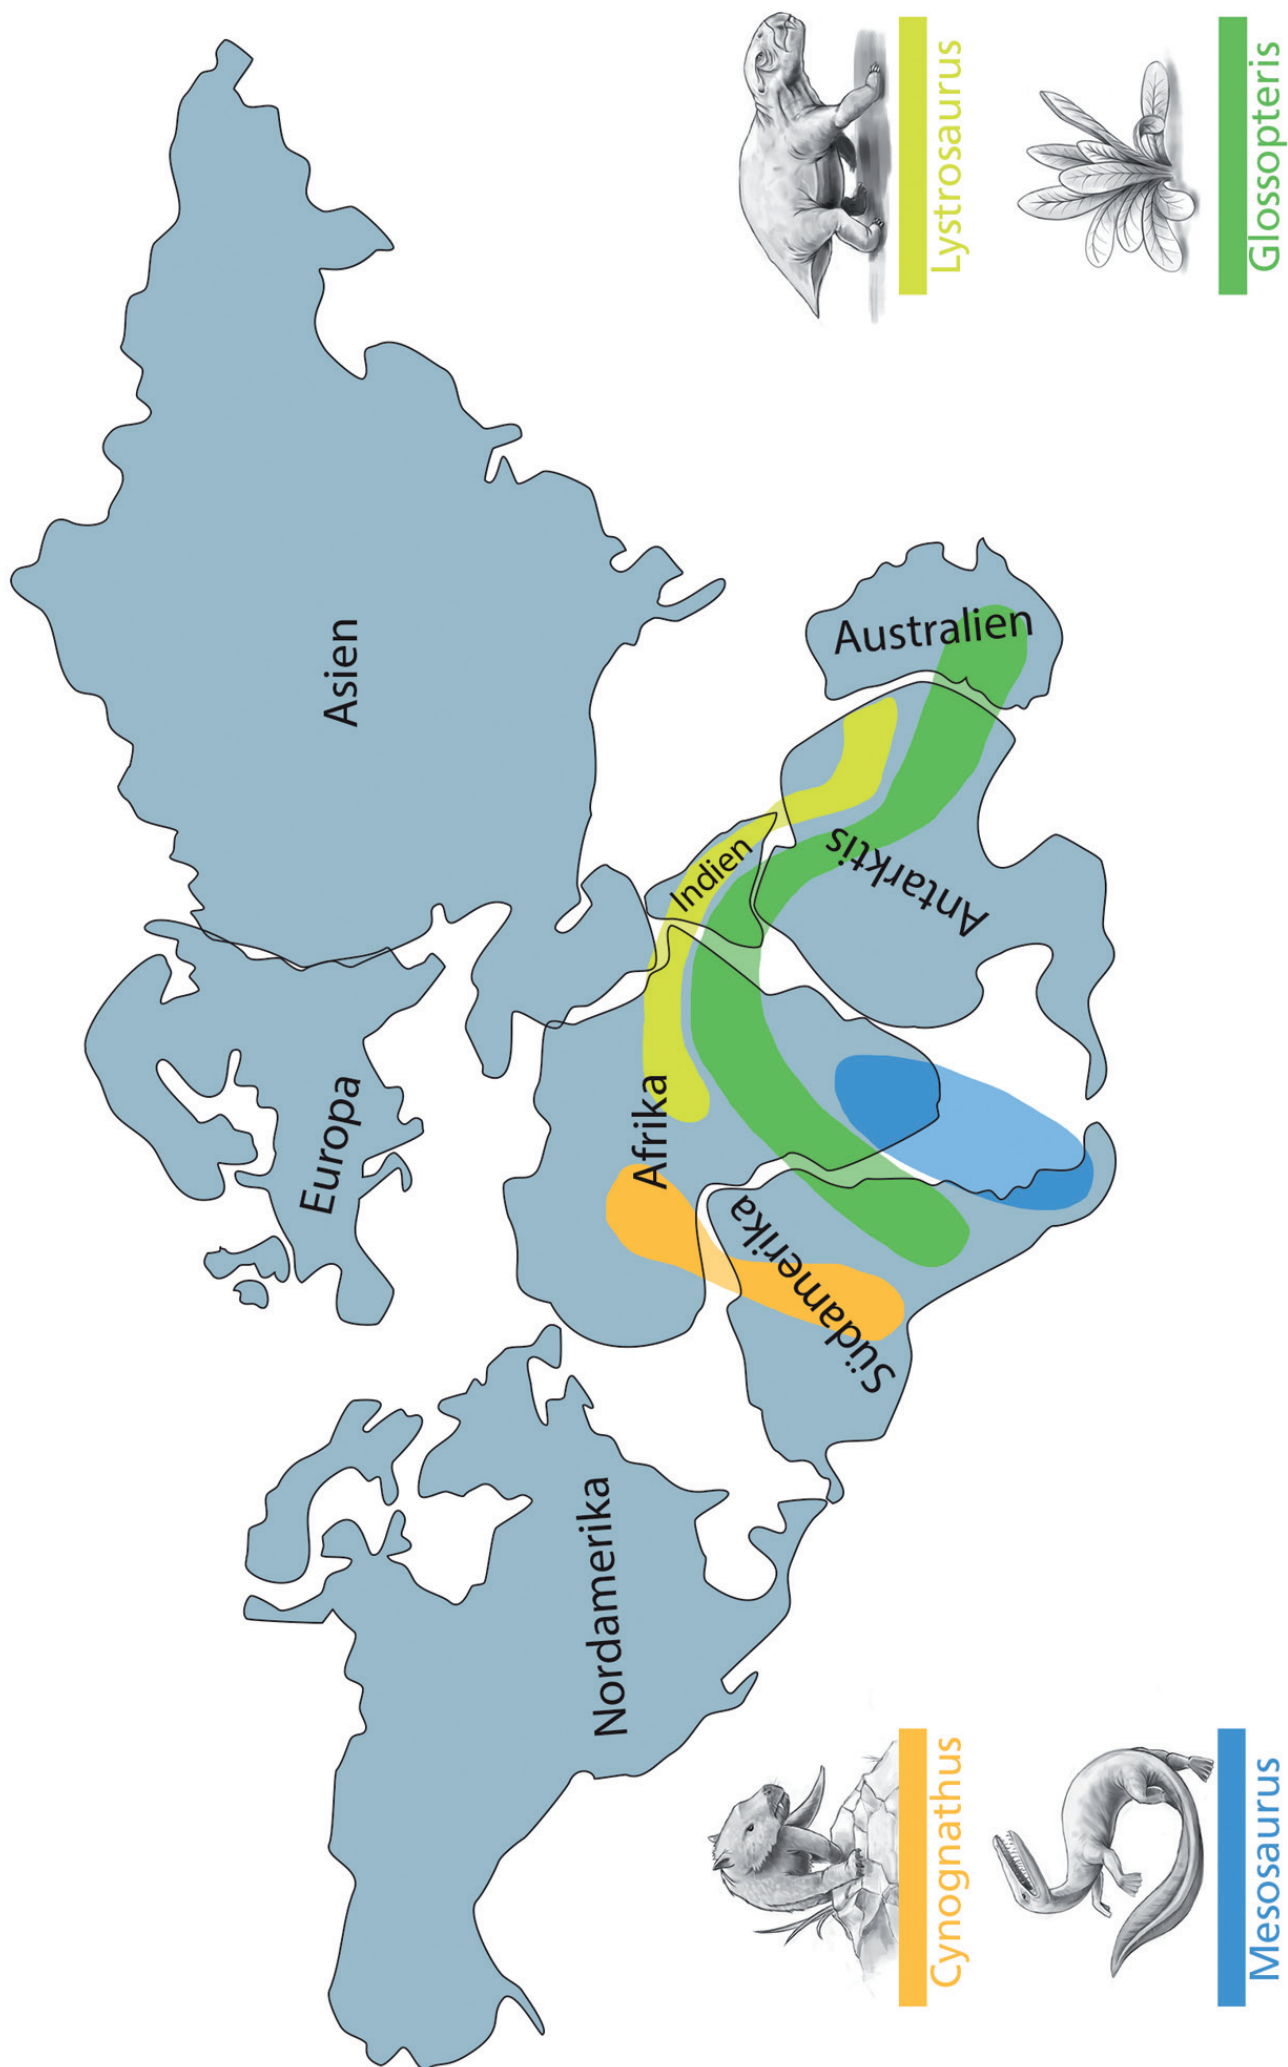 Nordamerika
Europa
Asien
Afrika
Südamerika
Indien
Antarktis
Australien
Cynognathus
Lystrosaurus
Mesosaurus
Glossopteris